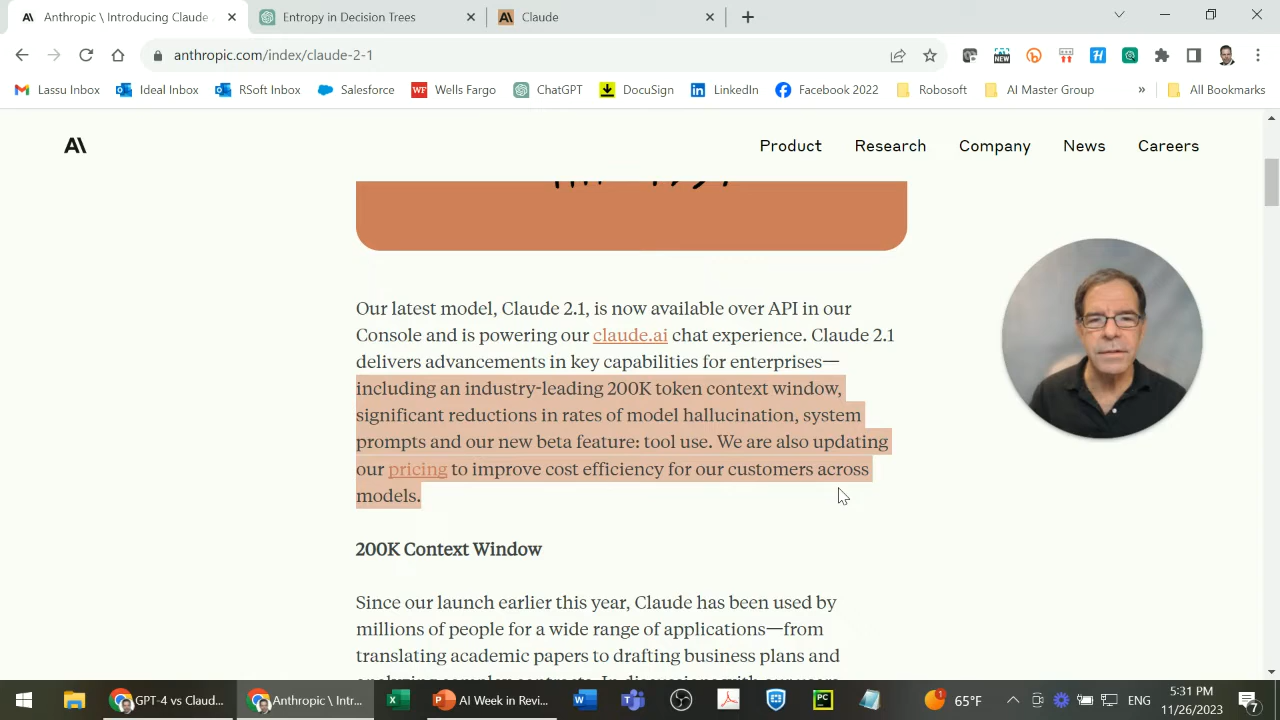 Anthropic \ Introducing Claude
Entropy in Decision Trees
Claude
anthropic.com/index/claude-2-1
NEW
Lassu Inbox
Ideal Inbox
RSoft Inbox
Salesforce
WF Wells Fargo
ChatGPT
DocuSign
LinkedIn
Facebook 2022
Robosoft
AI Master Group
»
All Bookmarks
A\
Product
Research
Company
News
Careers
Our latest model, Claude 2.1, is now available over API in our
Console and is powering our claude.ai chat experience. Claude 2.1
delivers advancements in key capabilities for enterprises—
including an industry-leading 200K token context window,
significant reductions in rates of model hallucination, system
prompts and our new beta feature: tool use. We are also updating
our pricing to improve cost efficiency for our customers across
models.
200K Context Window
Since our launch earlier this year, Claude has been used by
millions of people for a wide range of applications—from
translating academic papers to drafting business plans and
GPT-4 vs Claud...
Anthropic \ Intr...
AI Week in Revi...
1
65°F
ENG
5:31 PM
11/26/2023
7